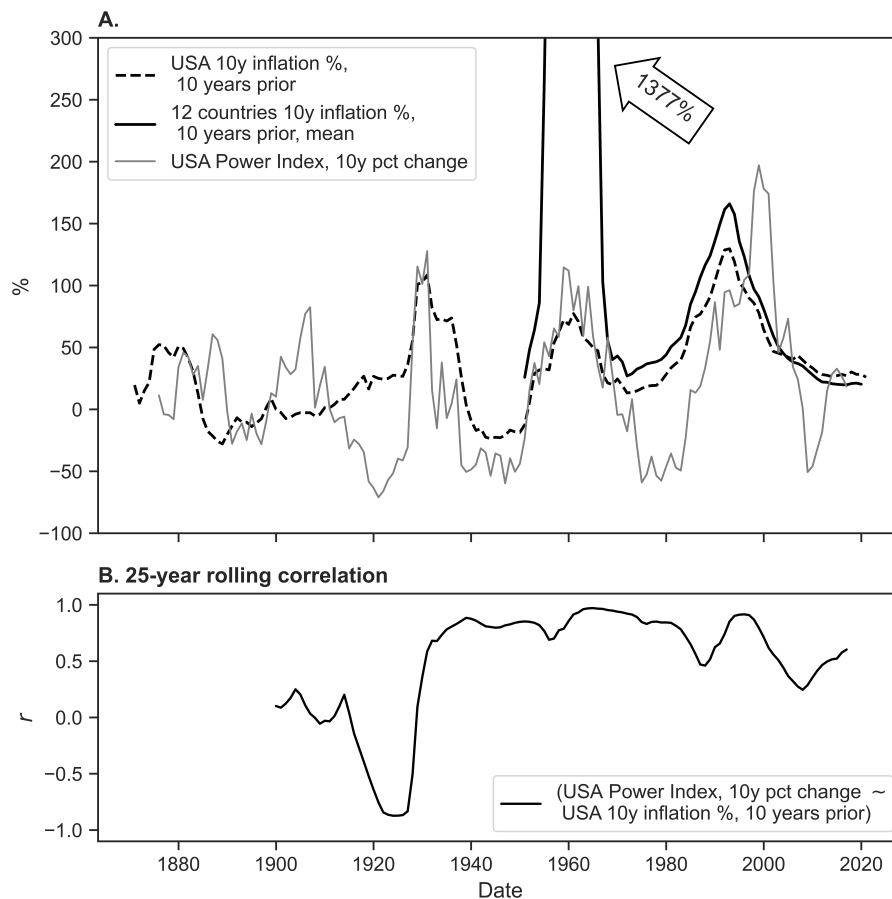 A.
300
250
200
150
100
50
0
−50
−100
%
USA 10y inflation %,
10 years prior
12 countries 10y inflation %,
10 years prior, mean
USA Power Index, 10y pct change
1377%
B. 25-year rolling correlation
1.0
0.5
0.0
−0.5
−1.0
r
(USA Power Index, 10y pct change ~
USA 10y inflation %, 10 years prior)
1880 1900 1920 1940 1960 1980 2000 2020
Date